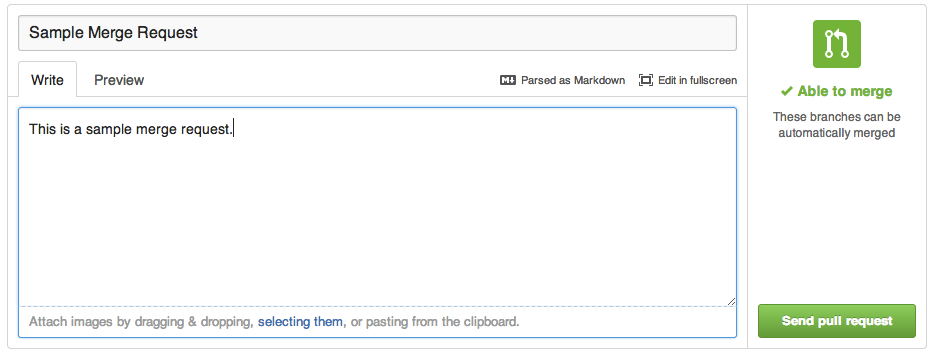 Sample Merge Request
Write Preview Parsed as Markdown Edit in fullscreen
This is a sample merge request.
Attach images by dragging & dropping, selecting them, or pasting from the clipboard.
Able to merge
These branches can be
automatically merged
Send pull request